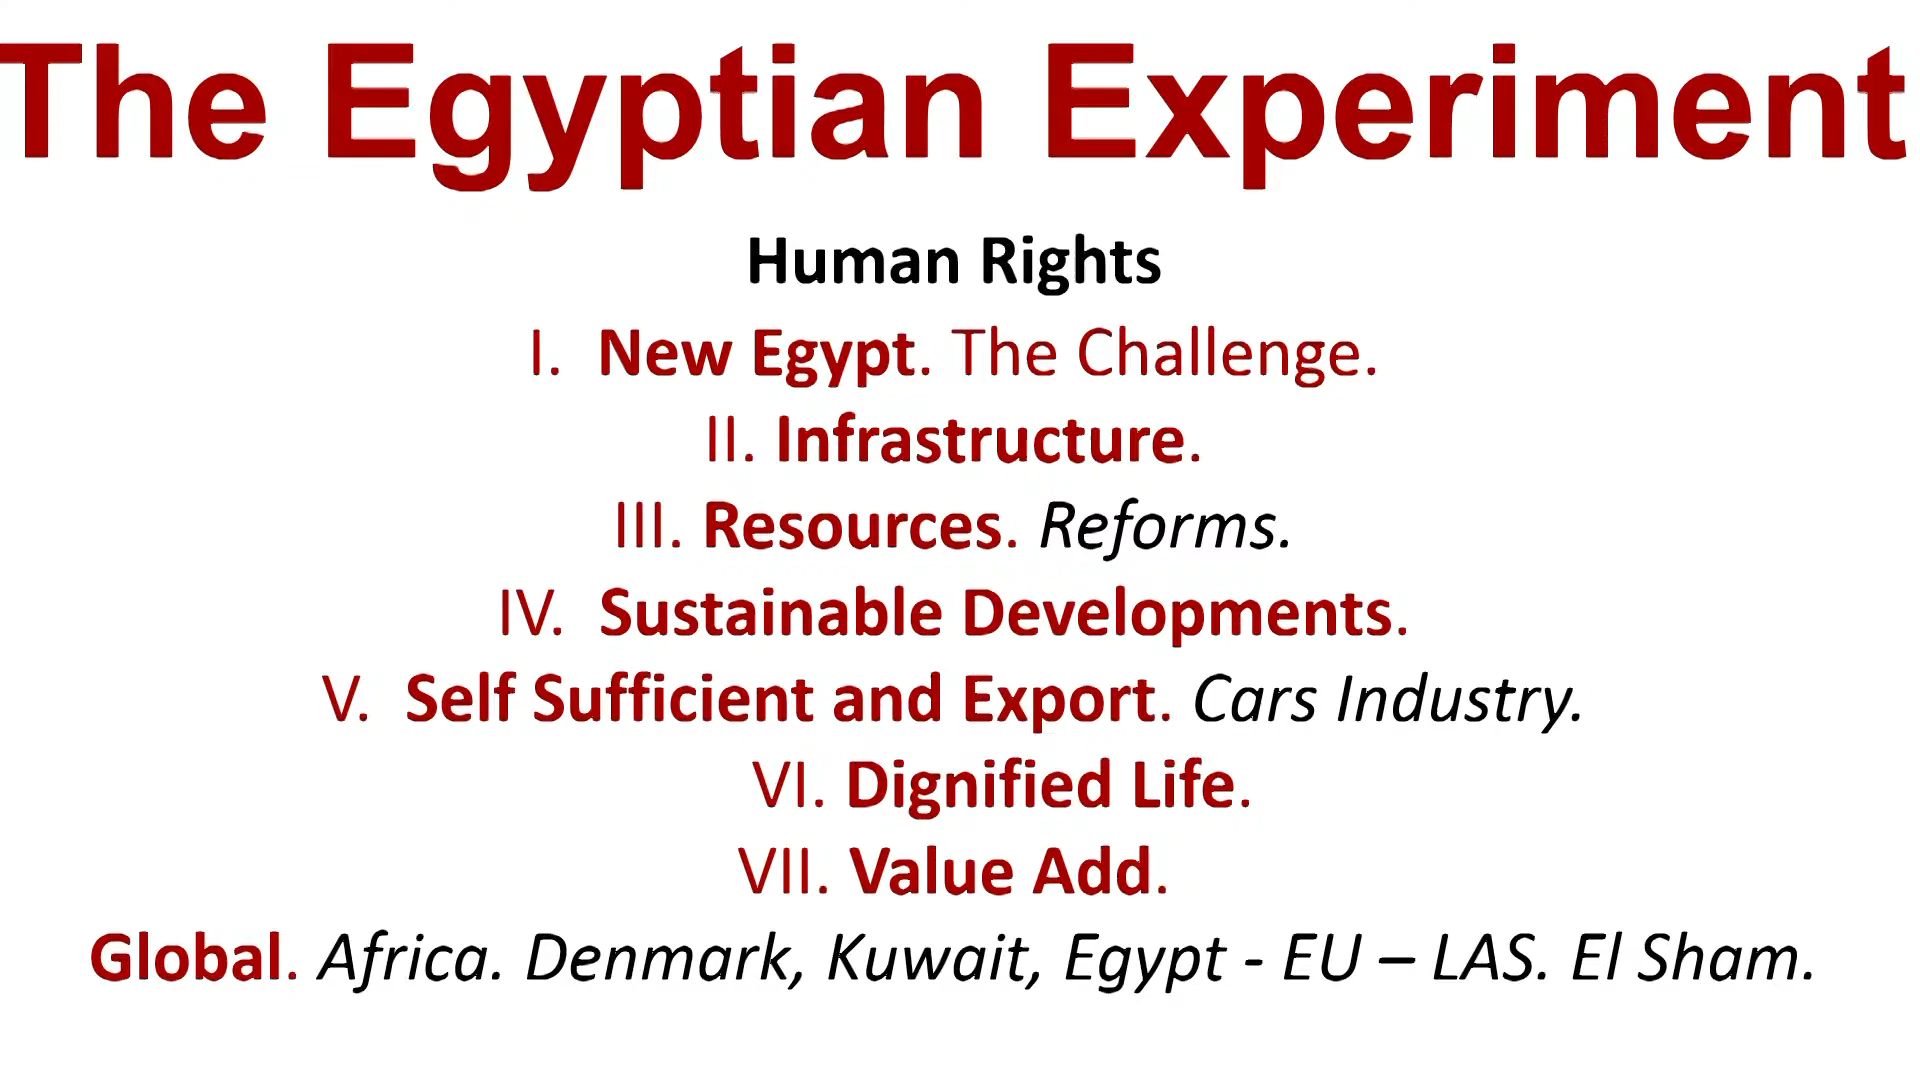 The Egyptian Experiment
Human Rights
I. New Egypt. The Challenge.
II. Infrastructure.
III. Resources. Reforms.
IV. Sustainable Developments.
V. Self Sufficient and Export. Cars Industry.
VI. Dignified Life.
VII. Value Add.
Global. Africa. Denmark, Kuwait, Egypt - EU – LAS. El Sham.